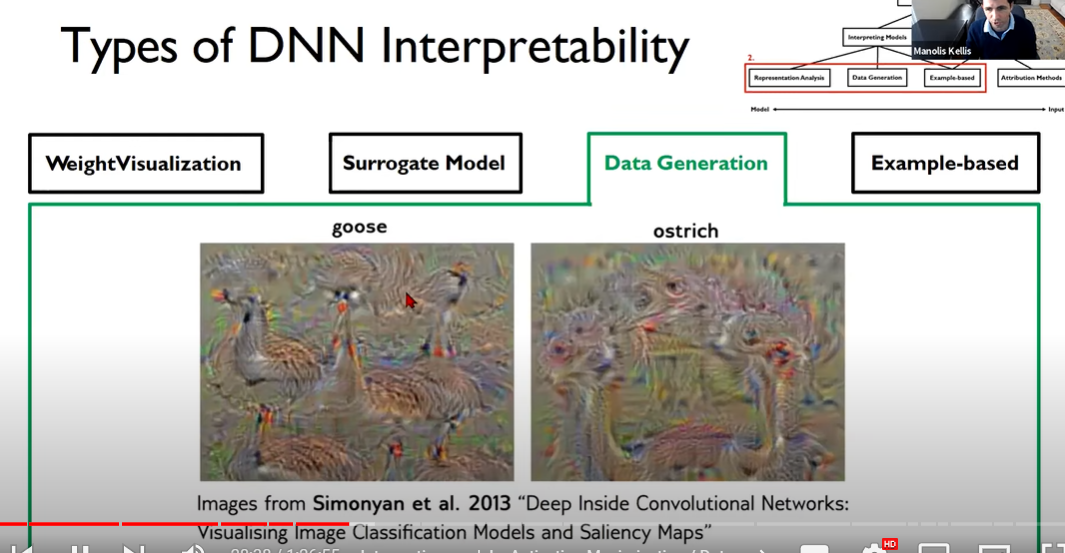 Types of DNN Interpretability
Interpreting Models
Manolis Kellis
2.
Representation Analysis
Data Generation
Example-based
Attribution Methods
Model
Input
WeightVisualization
Surrogate Model
Data Generation
Example-based
goose
ostrich
Images from Simonyan et al. 2013 “Deep Inside Convolutional Networks:
Visualising Image Classification Models and Saliency Maps”
HD